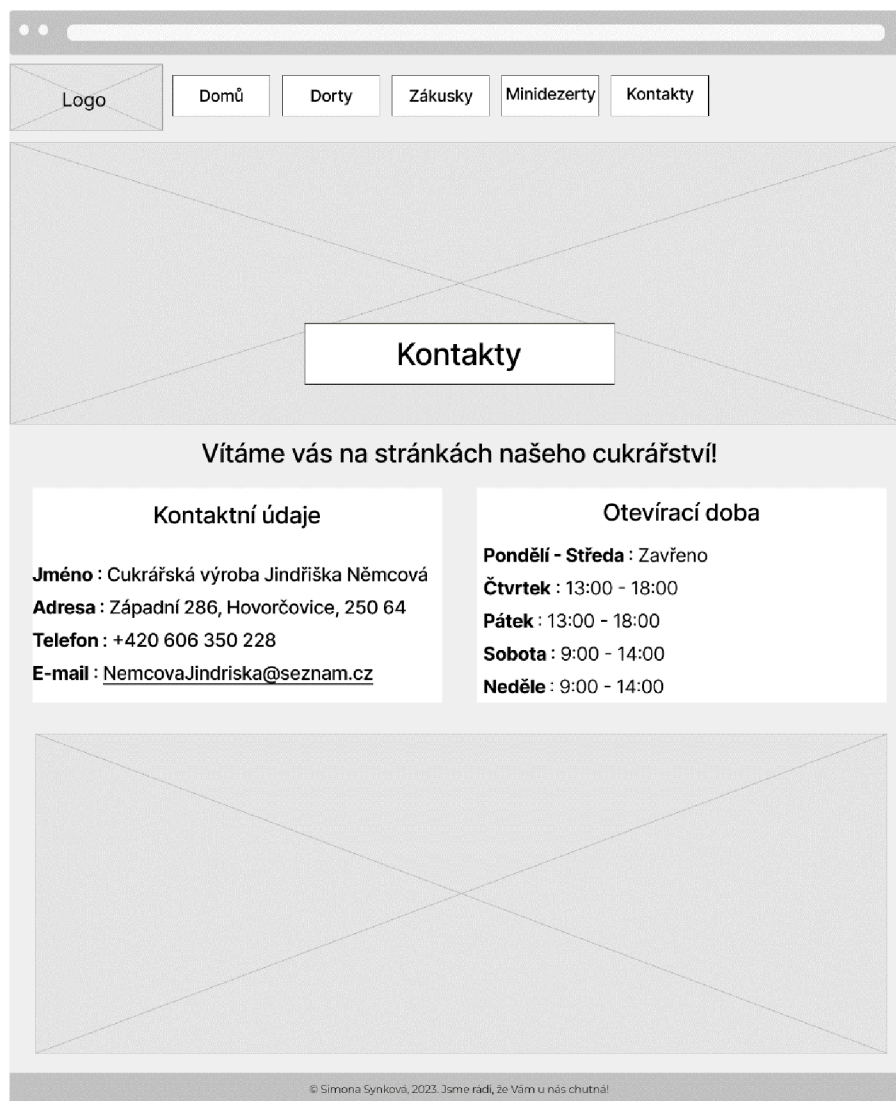 Logo
Domů
Dorty
Zákusky
Minidezerty
Kontakty
Kontakty
Vítáme vás na stránkách našeho cukrářství!
Kontaktní údaje
Jméno : Cukrářská výroba Jindřiška Němcová
Adresa : Západní 286, Hovorčovice, 250 64
Telefon : +420 606 350 228
E-mail : NemcovaJindriska@seznam.cz
Otevírací doba
Pondělí - Středa : Zavřeno
Čtvrtek : 13:00 - 18:00
Pátek : 13:00 - 18:00
Sobota : 9:00 - 14:00
Neděle : 9:00 - 14:00
© Simona Synková, 2023. Jsme rádi, že Vám u nás chutná!